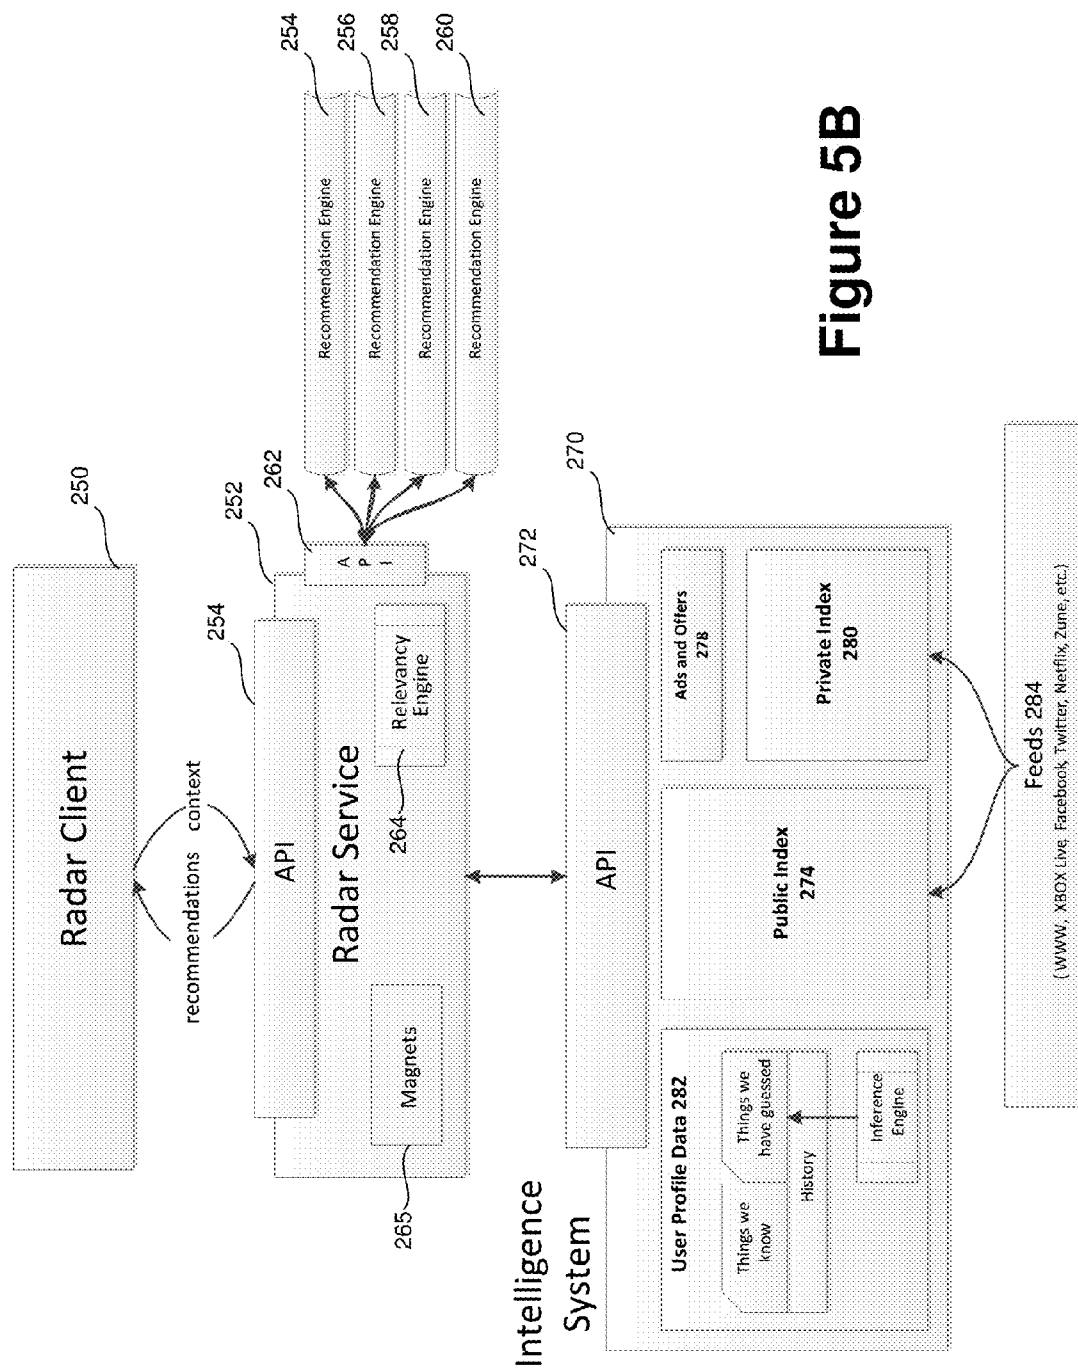 250
Radar Client
recommendations
context
254
252
262
API
A
P
I
Radar Service
Relevancy
Engine
264
Magnets
265
254
Recommendation Engine
256
Recommendation Engine
258
Recommendation Engine
260
Recommendation Engine
Intelligence
System
272
270
API
User Profile Data 282
Things we
know
Things we
have guessed
History
Inference
Engine
Public Index
274
Ads and Offers
278
Private Index
280
Feeds 284
(WWW, XBOX Live, Facebook, Twitter, Netflix, Zune, etc.)
Figure 5B